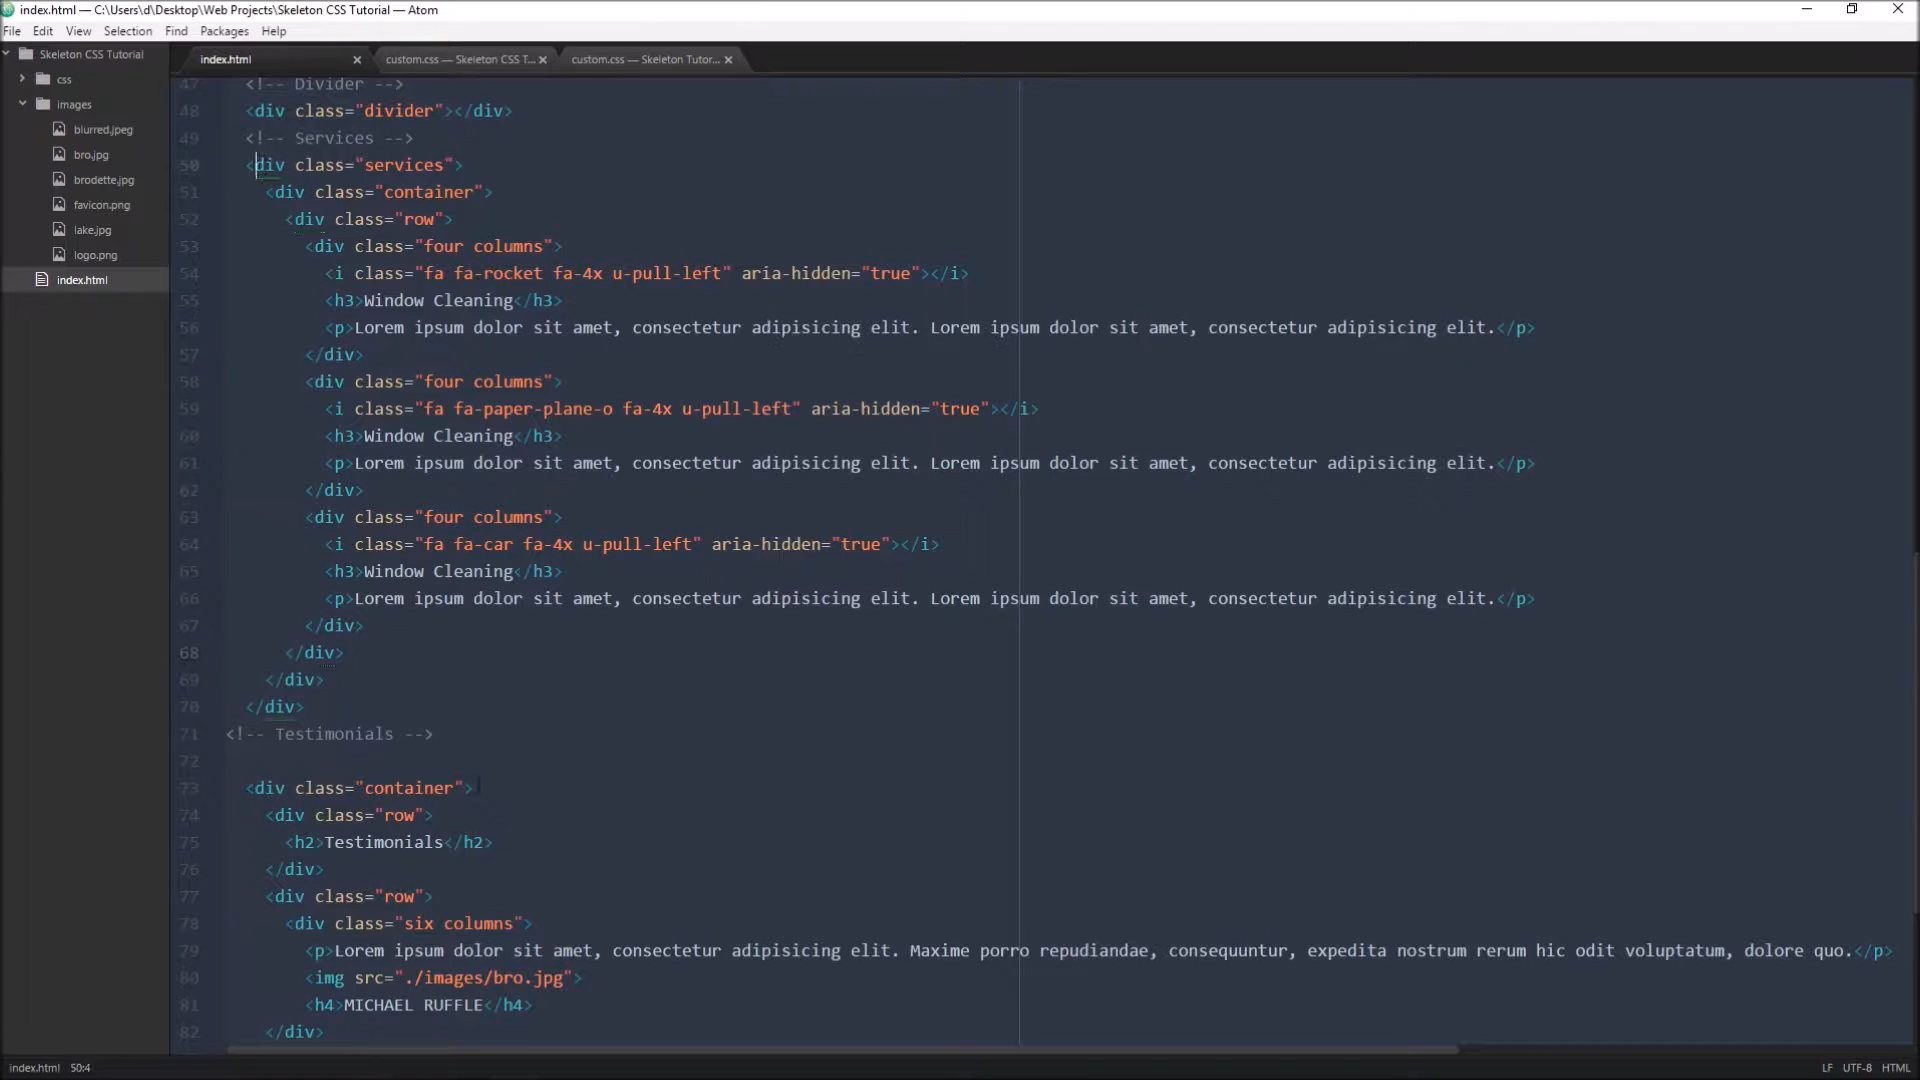 index.html — C:\Users\d\Desktop\Web Projects\Skeleton CSS Tutorial — Atom
File Edit View Selection Find Packages Help
Skeleton CSS Tutorial
css
images
blurred.jpeg
bro.jpg
brodette.jpg
favicon.png
lake.jpg
logo.png
index.html
index.html custom.css — Skeleton CSS T... custom.css — Skeleton Tutor...
47 <!-- Divider -->
48 <div class="divider"></div>
49 <!-- Services -->
50 <div class="services">
51 <div class="container">
52 <div class="row">
53 <div class="four columns">
54 <i class="fa fa-rocket fa-4x u-pull-left" aria-hidden="true"></i>
55 <h3>Window Cleaning</h3>
56 <p>Lorem ipsum dolor sit amet, consectetur adipisicing elit. Lorem ipsum dolor sit amet, consectetur adipisicing elit.</p>
57 </div>
58 <div class="four columns">
59 <i class="fa fa-paper-plane-o fa-4x u-pull-left" aria-hidden="true"></i>
60 <h3>Window Cleaning</h3>
61 <p>Lorem ipsum dolor sit amet, consectetur adipisicing elit. Lorem ipsum dolor sit amet, consectetur adipisicing elit.</p>
62 </div>
63 <div class="four columns">
64 <i class="fa fa-car fa-4x u-pull-left" aria-hidden="true"></i>
65 <h3>Window Cleaning</h3>
66 <p>Lorem ipsum dolor sit amet, consectetur adipisicing elit. Lorem ipsum dolor sit amet, consectetur adipisicing elit.</p>
67 </div>
68 </div>
69 </div>
70 </div>
71 <!-- Testimonials -->
72
73 <div class="container">
74 <div class="row">
75 <h2>Testimonials</h2>
76 </div>
77 <div class="row">
78 <div class="six columns">
79 <p>Lorem ipsum dolor sit amet, consectetur adipisicing elit. Maxime porro repudiandae, consequuntur, expedita nostrum rerum hic odit voluptatum, dolore quo.</p>
80 <img src="./images/bro.jpg">
81 <h4>MICHAEL RUFFLE</h4>
82 </div>
index.html 50:4 LF UTF-8 HTML